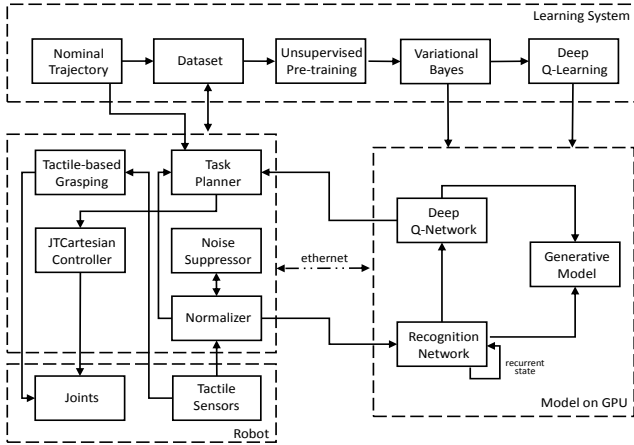 Learning System
Nominal
Trajectory
Dataset
Unsupervised
Pre-training
Variational
Bayes
Deep
Q-Learning
Tactile-based
Grasping
Task
Planner
JTCartesian
Controller
Noise
Suppressor
Normalizer
ethernet
Deep
Q-Network
Generative
Model
Recognition
Network
recurrent
state
Model on GPU
Joints
Tactile
Sensors
Robot